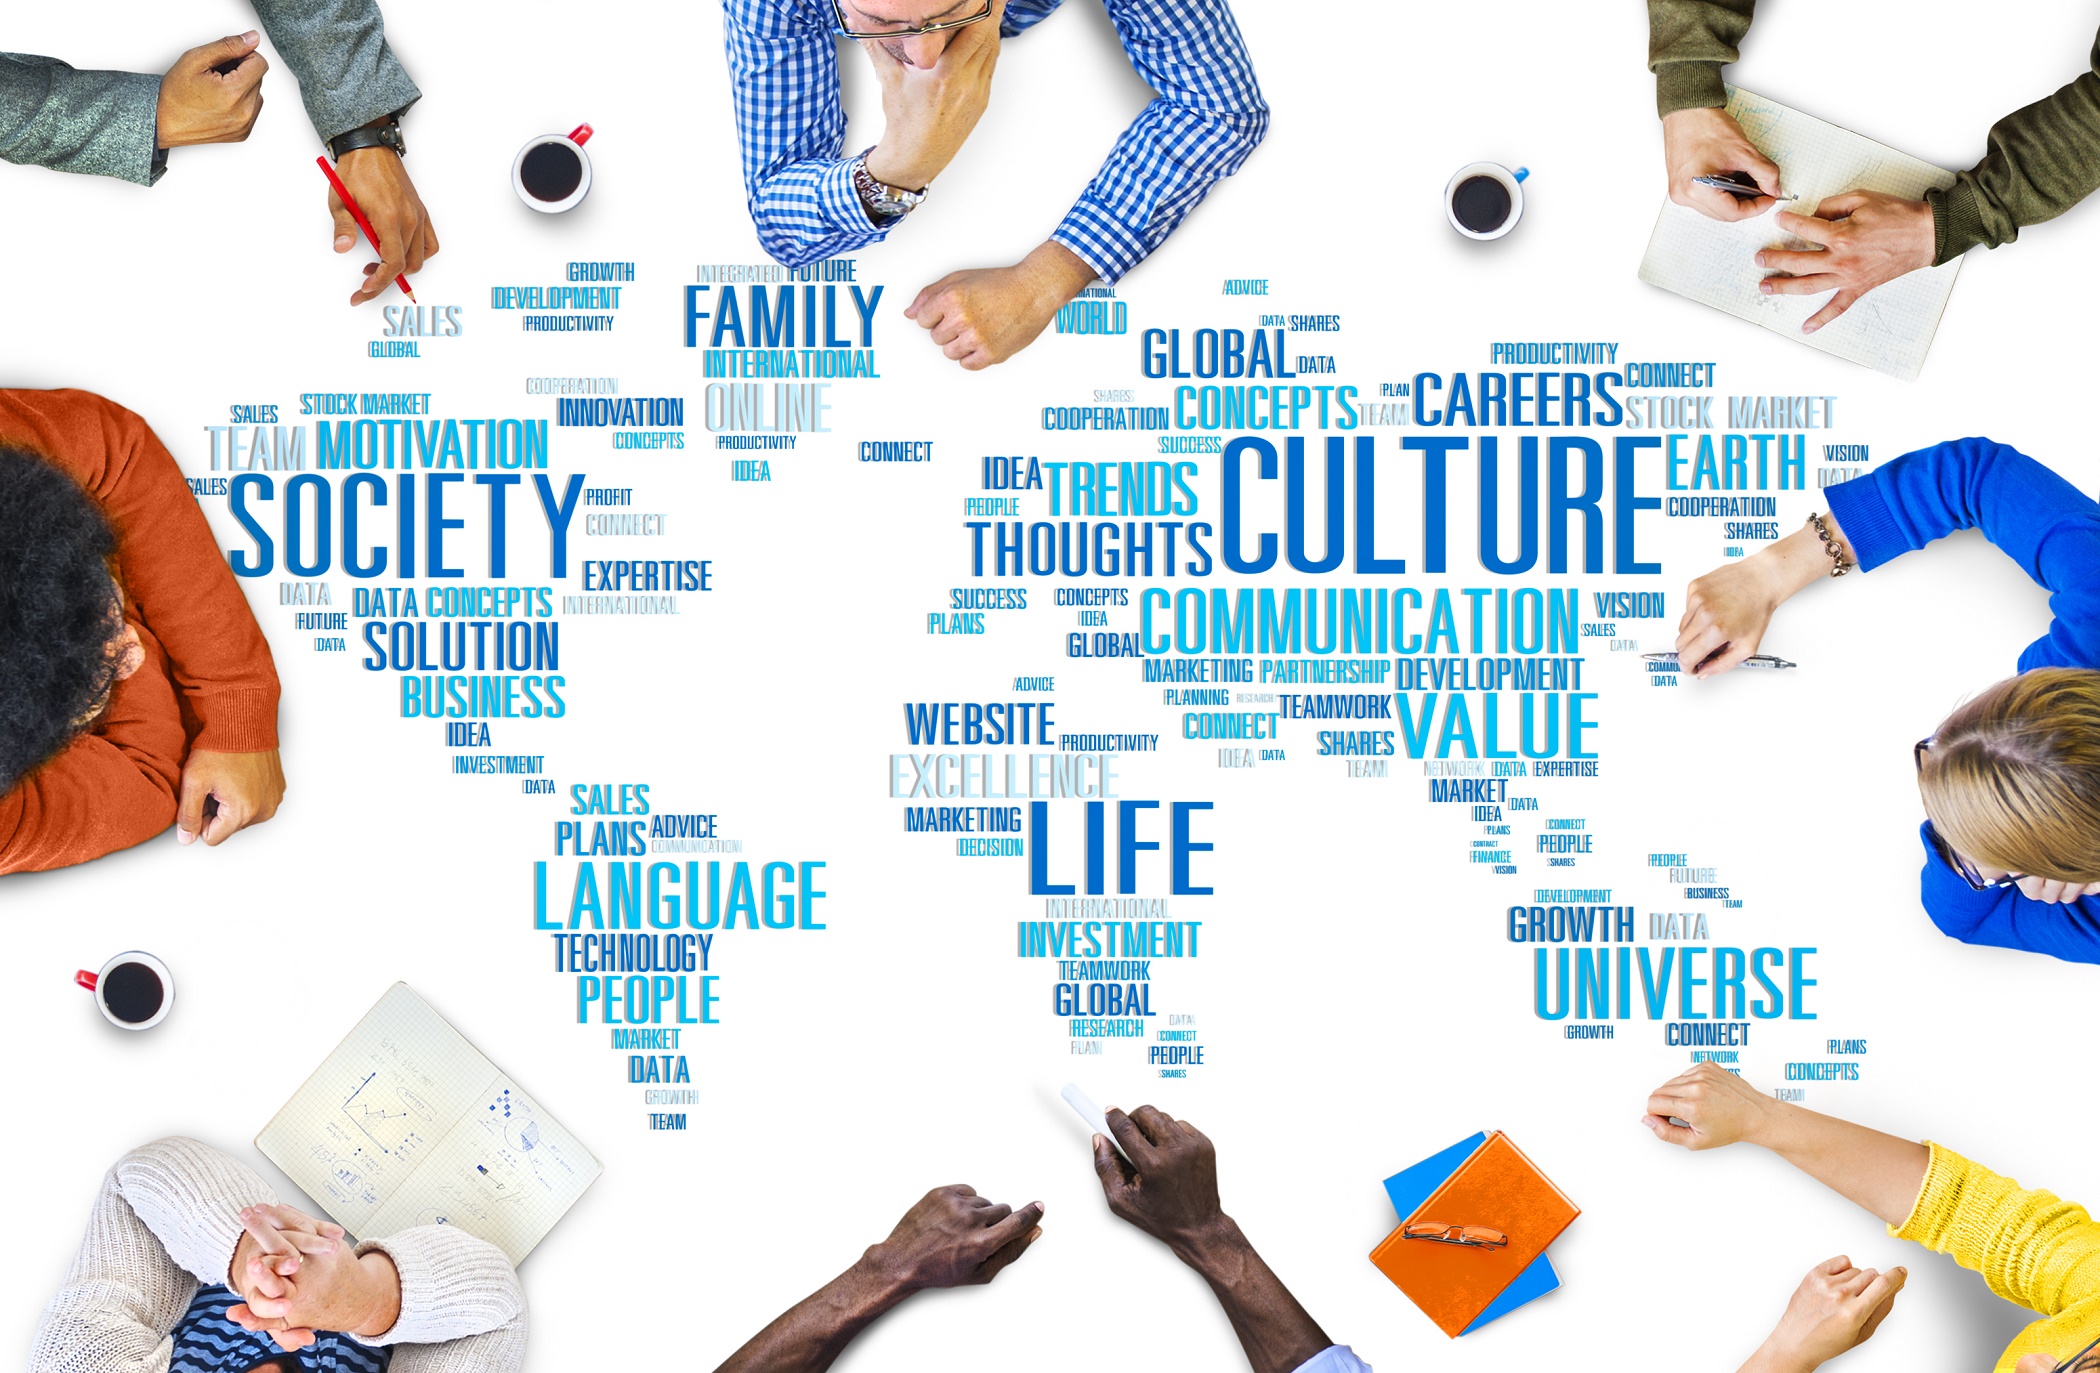 GROWTH
DEVELOPMENT
PRODUCTIVITY
SALES
GLOBAL
INTEGRATED FUTURE
FAMILY
INTERNATIONAL
ONLINE
PRODUCTIVITY
IDEA
COOPERATION
INNOVATION
CONCEPTS
CONNECT
SALES
STOCK MARKET
TEAM MOTIVATION
SALES
SOCIETY
PROFIT
CONNECT
EXPERTISE
INTERNATIONAL
DATA
DATA CONCEPTS
FUTURE
DATA
SOLUTION
BUSINESS
IDEA
INVESTMENT
DATA
SALES
PLANS
ADVICE
COMMUNICATION
LANGUAGE
TECHNOLOGY
PEOPLE
MARKET
DATA
GROWTH
TEAM
WORLD
ADVICE
DATA SHARES
GLOBAL
DATA
SHARES
COOPERATION
CONCEPTS
PLAN
TEAM
CAREERS
PRODUCTIVITY
CONNECT
STOCK MARKET
SUCCESS
CULTURE
EARTH
VISION
DATA
COOPERATION
SHARES
IDEA
IDEA
TRENDS
PEOPLE
THOUGHTS
SUCCESS
PLANS
CONCEPTS
IDEA
GLOBAL
COMMUNICATION
VISION
SALES
DATA
DATA
MARKETING PARTNERSHIP DEVELOPMENT
PLANNING
RESEARCH
TEAMWORK
VALUE
CONNECT
SHARES
IDEA
DATA
TEAM
NETWORK DATA EXPERTISE
MARKET
DATA
IDEA
PLANS
CONNECT
PEOPLE
SHARES
CONTRACT
FINANCE
VISION
ADVICE
WEBSITE
PRODUCTIVITY
EXCELLENCE
MARKETING
DECISION
LIFE
INTERNATIONAL
INVESTMENT
TEAMWORK
GLOBAL
RESEARCH
PLAN
DATA
CONNECT
PEOPLE
SHARES
PEOPLE
FUTURE
BUSINESS
TEAM
DEVELOPMENT
GROWTH
DATA
UNIVERSE
GROWTH
CONNECT
NETWORK
PLANS
CONCEPTS
TEAM